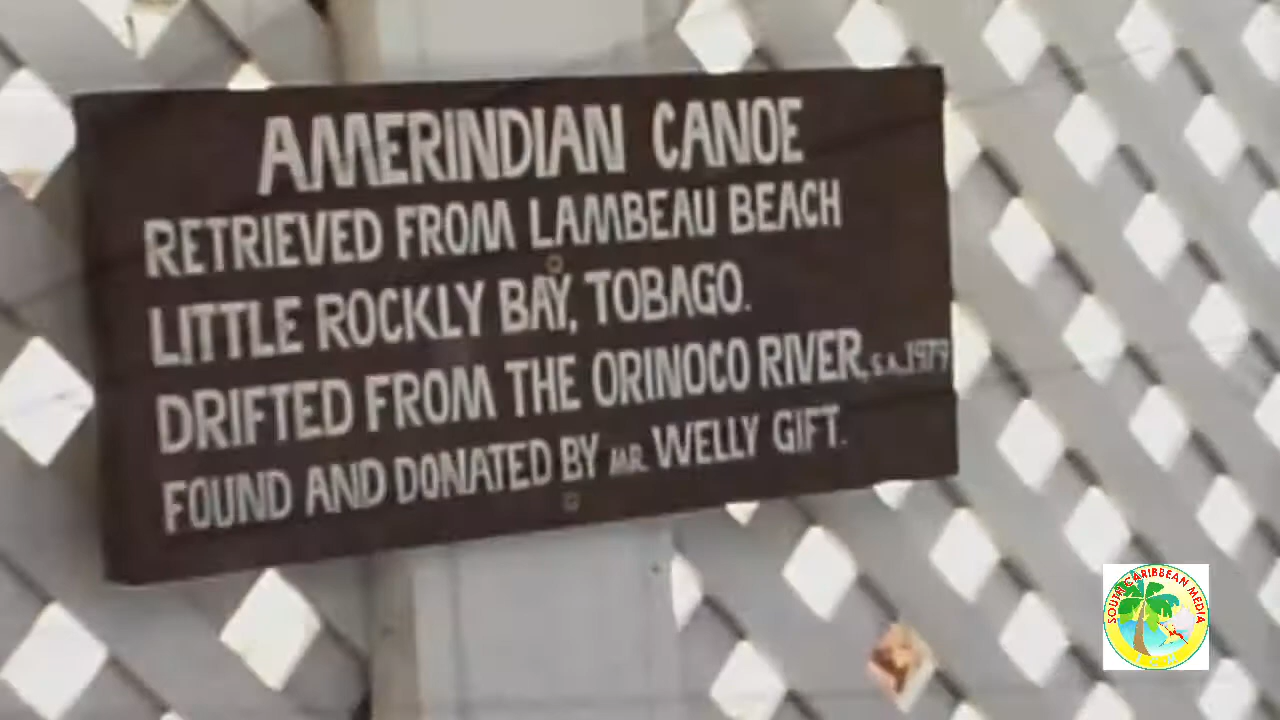 AMERINDIAN CANOE
RETRIEVED FROM LAMBEAU BEACH
LITTLE ROCKLY BAY, TOBAGO.
DRIFTED FROM THE ORINOCO RIVER, S.A., 1979
FOUND AND DONATED BY MR. WELLY GIFT.
SOUTH CARIBBEAN MEDIA